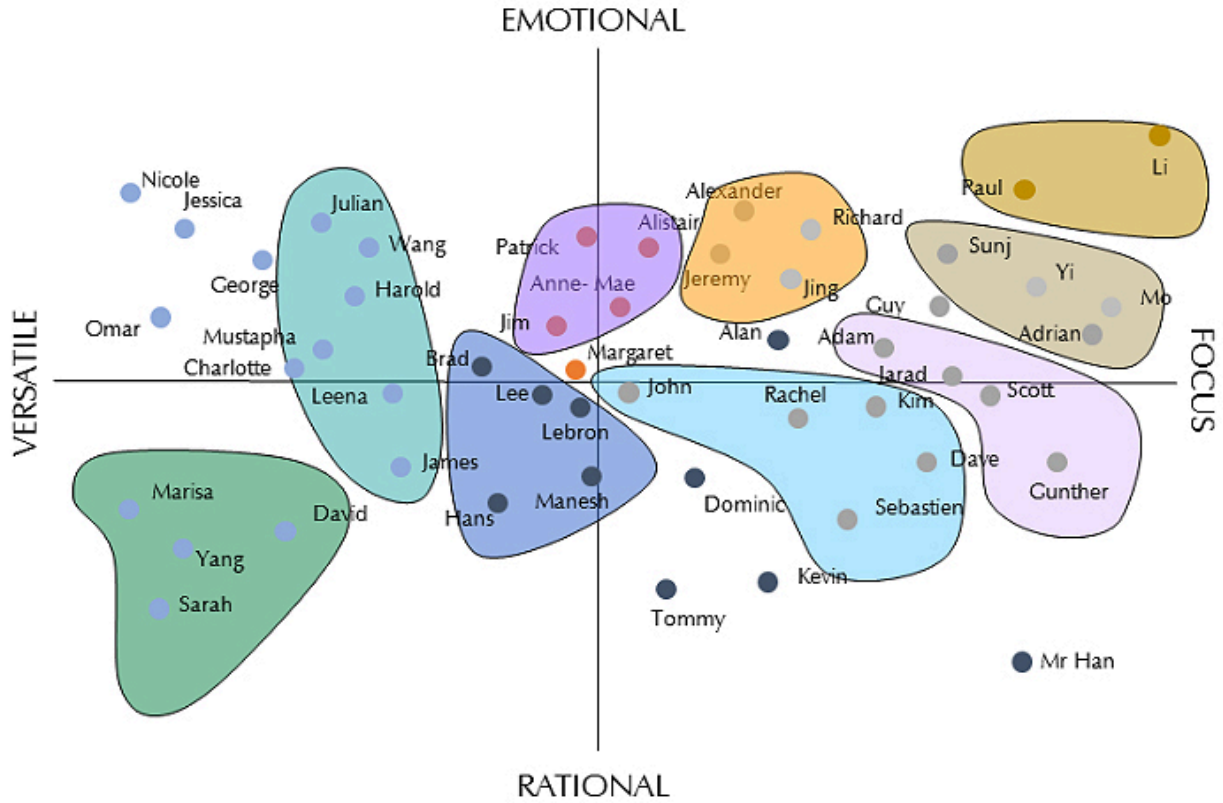 EMOTIONAL
Nicole
Jessica
Julian
Alexander
Li
Raul
Alistair
Richard
Patrick
Wang
Sunj
George
Harold
Anne- Mae
Jeremy
Jing
Yi
Mo
Guy
Omar
Mustapha
Jim
Alan
Adam
Adrian
Charlotte
Brad
Margaret
Jarad
VERSATILE
FOCUS
Leena
Lee
John
Rachel
Kim
Scott
Lebron
James
Dave
Marisa
David
Hans
Manesh
Dominic
Sebastien
Gunther
Yang
Sarah
Tommy
Kevin
Mr Han
RATIONAL